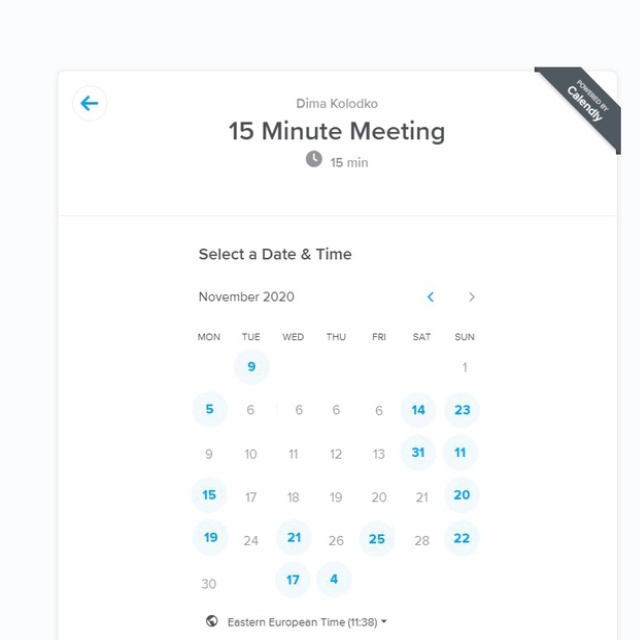 POWERED BY
Calendly
Dima Kolodko
15 Minute Meeting
15 min
Select a Date & Time
November 2020
MON TUE WED THU FRI SAT SUN
9 1
5 6 6 6 6 14 23
9 10 11 12 13 31 11
15 17 18 19 20 21 20
19 24 21 26 25 28 22
30 17 4
Eastern European Time (11:38)